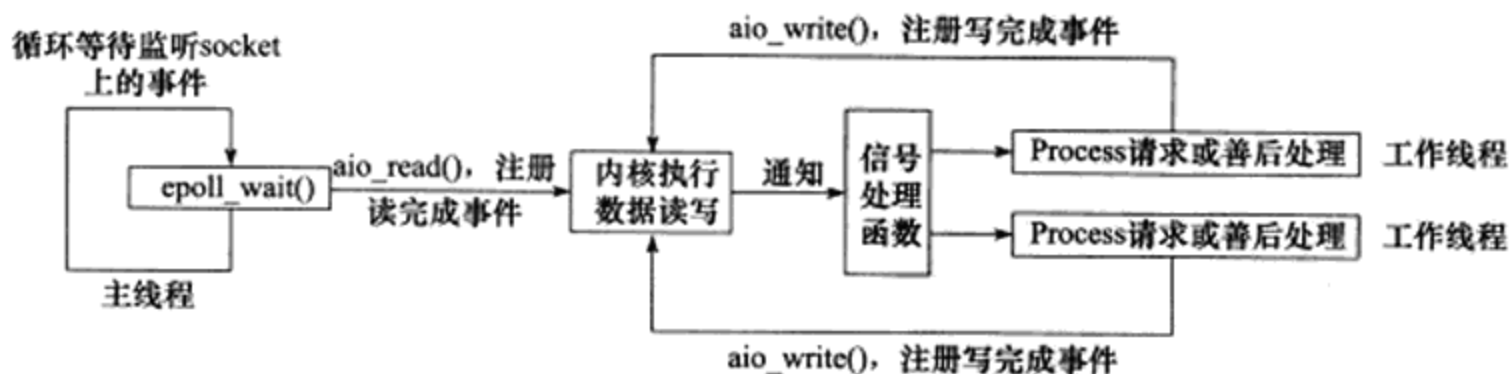 循环等待监听socket
上的事件
epoll_wait()
主线程
aio_read(), 注册
读完成事件
内核执行
数据读写
aio_write(), 注册写完成事件
通知
信号
处理
函数
Process请求或善后处理
工作线程
Process请求或善后处理
工作线程
aio_write(), 注册写完成事件